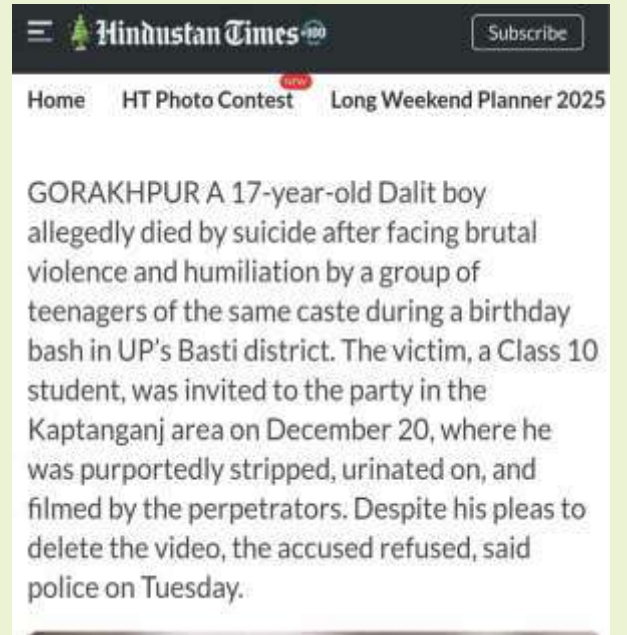 Hindustan Times 100
Subscribe
NEW
Home HT Photo Contest Long Weekend Planner 2025
GORAKHPUR A 17-year-old Dalit boy
allegedly died by suicide after facing brutal
violence and humiliation by a group of
teenagers of the same caste during a birthday
bash in UP's Basti district. The victim, a Class 10
student, was invited to the party in the
Kaptanganj area on December 20, where he
was purportedly stripped, urinated on, and
filmed by the perpetrators. Despite his pleas to
delete the video, the accused refused, said
police on Tuesday.